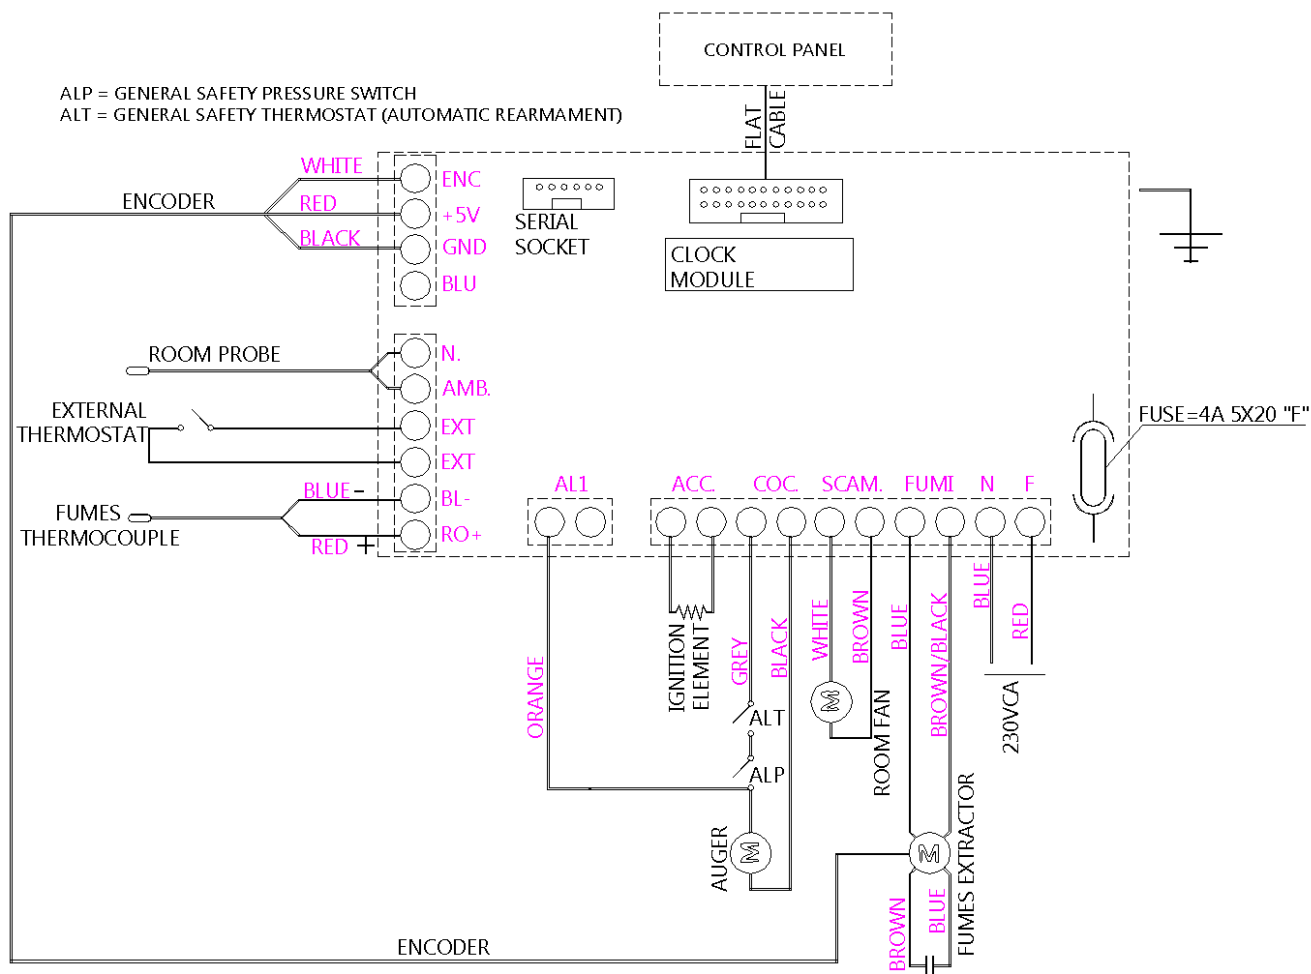 CONTROL PANEL
ALP = GENERAL SAFETY PRESSURE SWITCH
ALT = GENERAL SAFETY THERMOSTAT (AUTOMATIC REARMAMENT)
FLAT
CABLE
WHITE
ENC
ENCODER
RED
+5V
BLACK
GND
BLU
SERIAL
SOCKET
CLOCK
MODULE
ROOM PROBE
N.
AMB.
EXTERNAL
THERMOSTAT
EXT
EXT
FUSE=4A 5X20 "F"
BLUE -
BL-
FUMES
THERMOCOUPLE
RED +
RO+
AL1
ACC.
COC.
SCAM.
FUMI
N
F
ORANGE
IGNITION
ELEMENT
GREY
BLACK
WHITE
BROWN
BLUE
BROWN/BLACK
BLUE
RED
230VCA
ALT
ALP
M
ROOM FAN
AUGER
M
M
FUMES EXTRACTOR
BROWN
BLUE
ENCODER